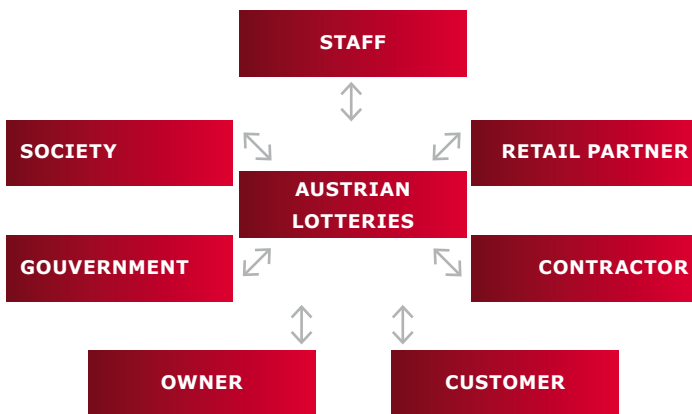 STAFF
SOCIETY
RETAIL PARTNER
AUSTRIAN
LOTTERIES
GOUVERNMENT
CONTRACTOR
OWNER
CUSTOMER